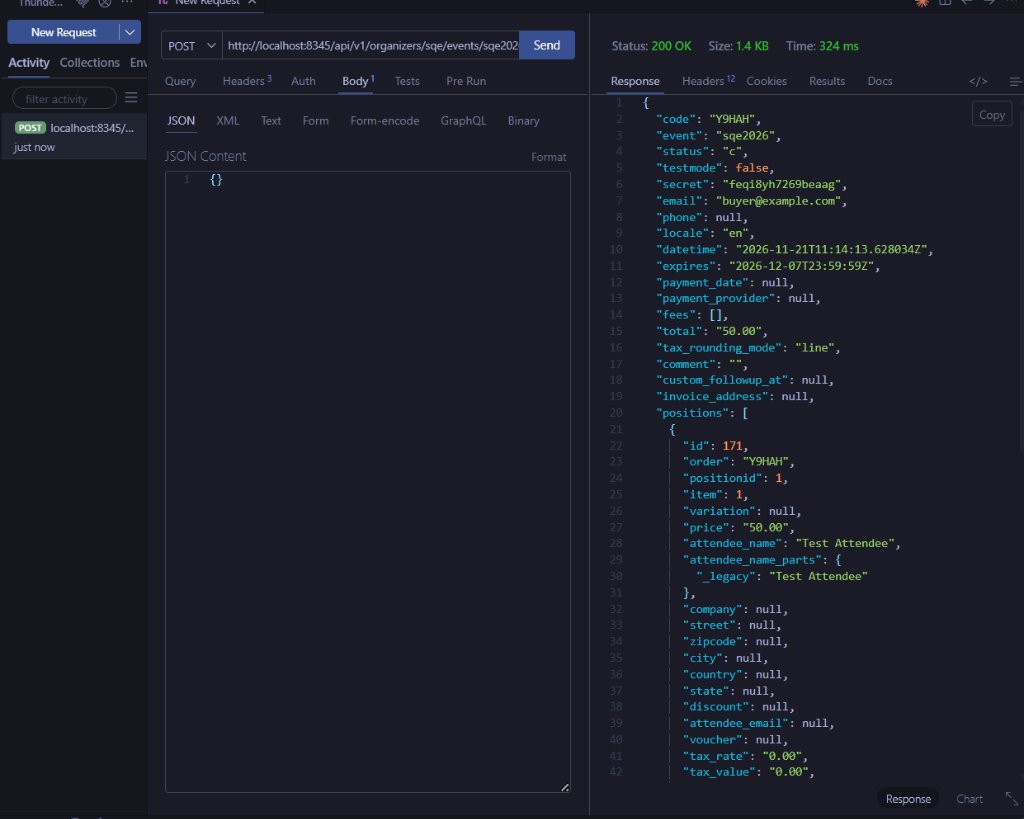 Thunde...
New Request
New Request
Activity Collections Env
filter activity
POST localhost:8345/...
just now
POST http://localhost:8345/api/v1/organizers/sqe/events/sqe202 Send
Query Headers 3 Auth Body 1 Tests Pre Run
JSON XML Text Form Form-encode GraphQL Binary
JSON Content Format
1 {}
Status: 200 OK Size: 1.4 KB Time: 324 ms
Response Headers 12 Cookies Results Docs </>
Copy
1 {
2 "code": "Y9HAH",
3 "event": "sqe2026",
4 "status": "c",
5 "testmode": false,
6 "secret": "feqi8yh7269beaag",
7 "email": "buyer@example.com",
8 "phone": null,
9 "locale": "en",
10 "datetime": "2026-11-21T11:14:13.628034Z",
11 "expires": "2026-12-07T23:59:59Z",
12 "payment_date": null,
13 "payment_provider": null,
14 "fees": [],
15 "total": "50.00",
16 "tax_rounding_mode": "line",
17 "comment": "",
18 "custom_followup_at": null,
19 "invoice_address": null,
20 "positions": [
21 {
22 "id": 171,
23 "order": "Y9HAH",
24 "positionid": 1,
25 "item": 1,
26 "variation": null,
27 "price": "50.00",
28 "attendee_name": "Test Attendee",
29 "attendee_name_parts": {
30 "_legacy": "Test Attendee"
31 },
32 "company": null,
33 "street": null,
34 "zipcode": null,
35 "city": null,
36 "country": null,
37 "state": null,
38 "discount": null,
39 "attendee_email": null,
40 "voucher": null,
41 "tax_rate": "0.00",
42 "tax_value": "0.00",
Response Chart